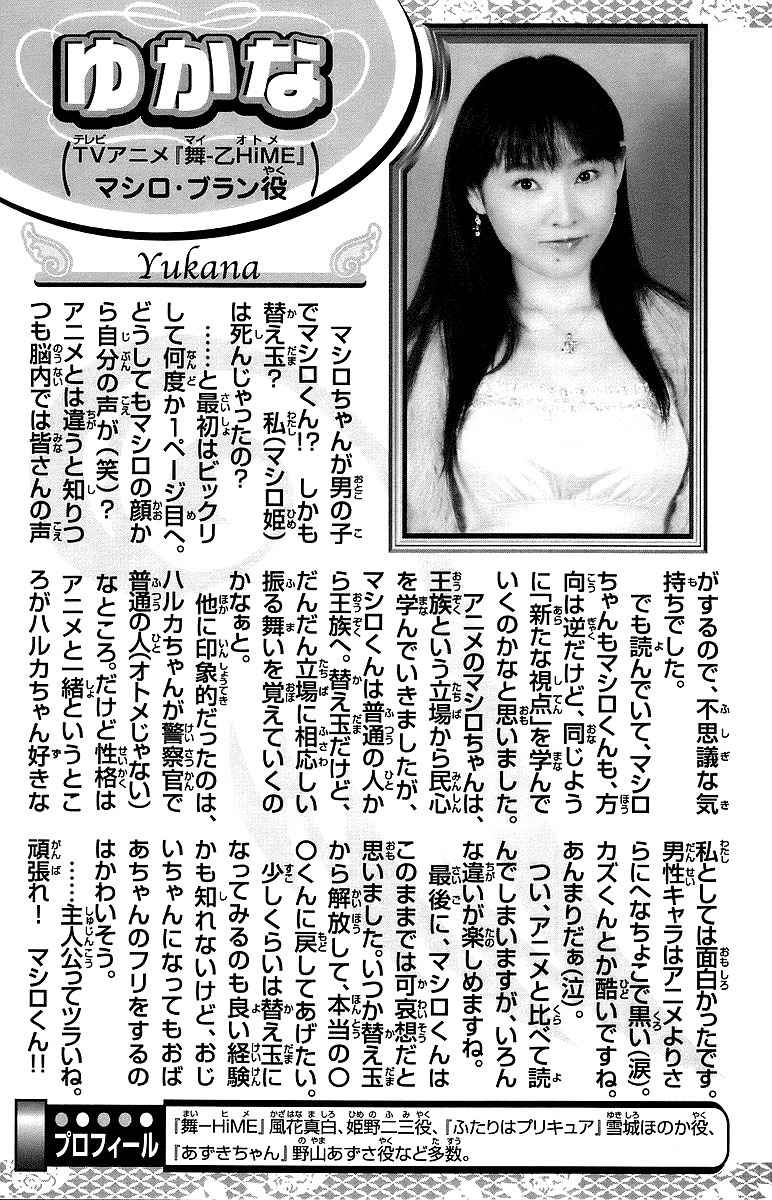 ゆかな
(TVアニメ『舞-乙HiME』
マシロ・ブラン役)
Yukana
マシロちゃんが男の子
でマシロくん!? しかも
替え玉? 私(マシロ姫)
は死んじゃったの?
……と最初はビックリ
して何度か1ページ目へ。
どうしてもマシロの顔か
ら自分の声が(笑)?
アニメとは違うと知りつ
つも脳内では皆さんの声
がするので、不思議な気
持ちでした。
でも読んでいて、マシロ
ちゃんもマシロくんも、方
向は逆だけど、同じよう
に「新たな視点」を学んで
いくのかなと思いました。
アニメのマシロちゃんは、
王族という立場から民心
を学んでいきましたが、
マシロくんは普通の人か
ら王族へ。替え玉だけど、
だんだん立場に相応しい
振る舞いを覚えていくの
かなぁと。
他に印象的だったのは、
ハルカちゃんが警察官で
普通の人(オトメじゃない)
なところ。だけど性格は
アニメと一緒というとこ
ろがハルカちゃん好きな
私としては面白かったです。
男性キャラはアニメよりさ
らにへなちょこで黒い(涙)。
カズくんとか酷いですね。
あんまりだぁ(泣)。
つい、アニメと比べて読
んでしまいますが、いろん
な違いが楽しめますね。
最後に、マシロくんは
このままでは可哀想だと
思いました。いつか替え玉
から解放して、本当の〇
〇くんに戻してあげたい。
少しくらいは替え玉に
なってみるのも良い経験
かも知れないけど、おじ
いちゃんになってもおば
あちゃんのフリをするの
はかわいそう。
……主人公ってツラいね。
頑張れ! マシロくん!!
プロフィール
『舞-HiME』風花真白、姫野二三役、『ふたりはプリキュア』雪城ほのか役、
『あずきちゃん』野山あずさ役など多数。